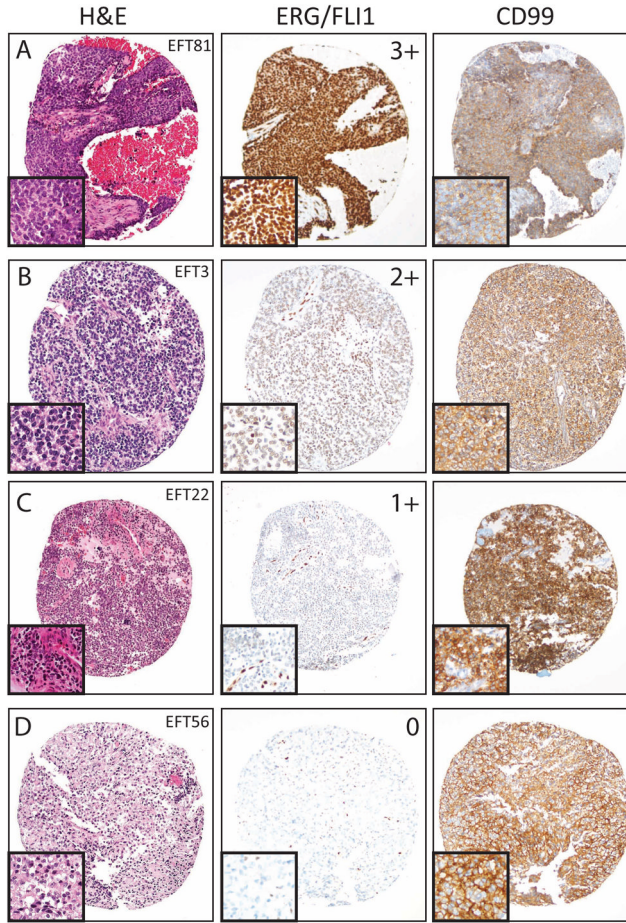 H&E ERG/FLI1 CD99
A EFT81 3+
B EFT3 2+
C EFT22 1+
D EFT56 0